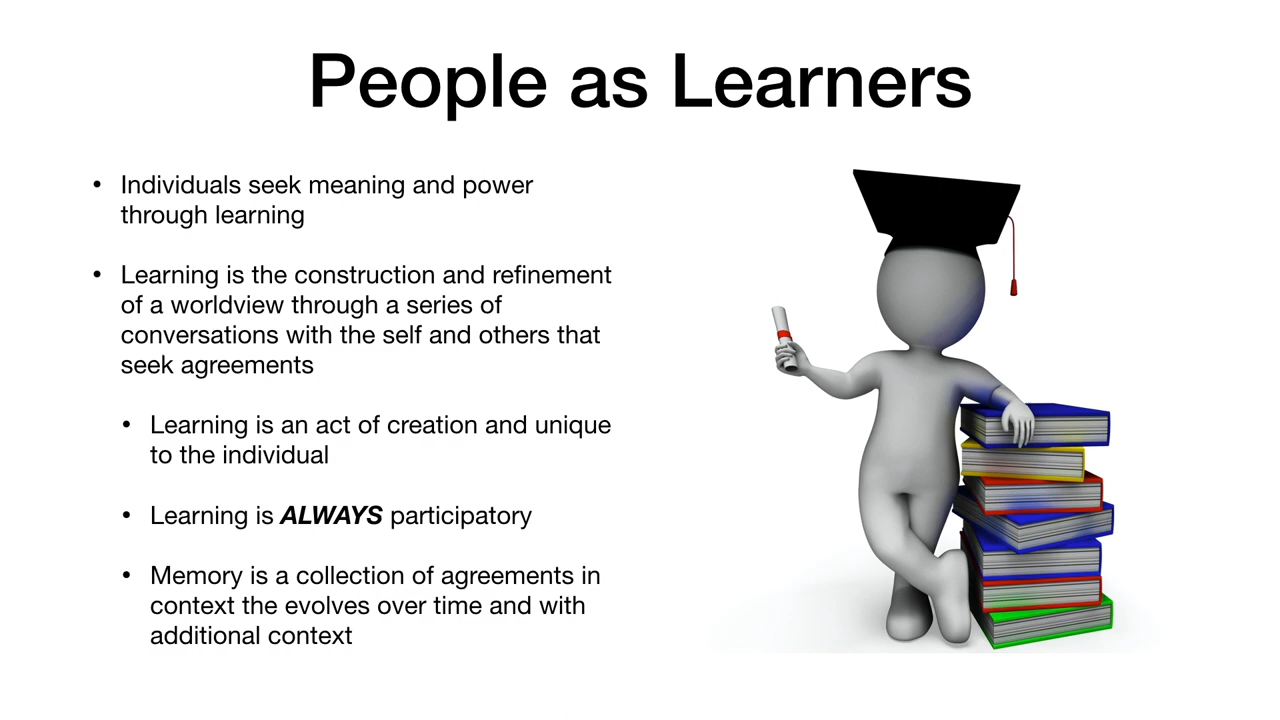 People as Learners
• Individuals seek meaning and power
through learning
• Learning is the construction and refinement
of a worldview through a series of
conversations with the self and others that
seek agreements
• Learning is an act of creation and unique
to the individual
• Learning is ALWAYS participatory
• Memory is a collection of agreements in
context the evolves over time and with
additional context